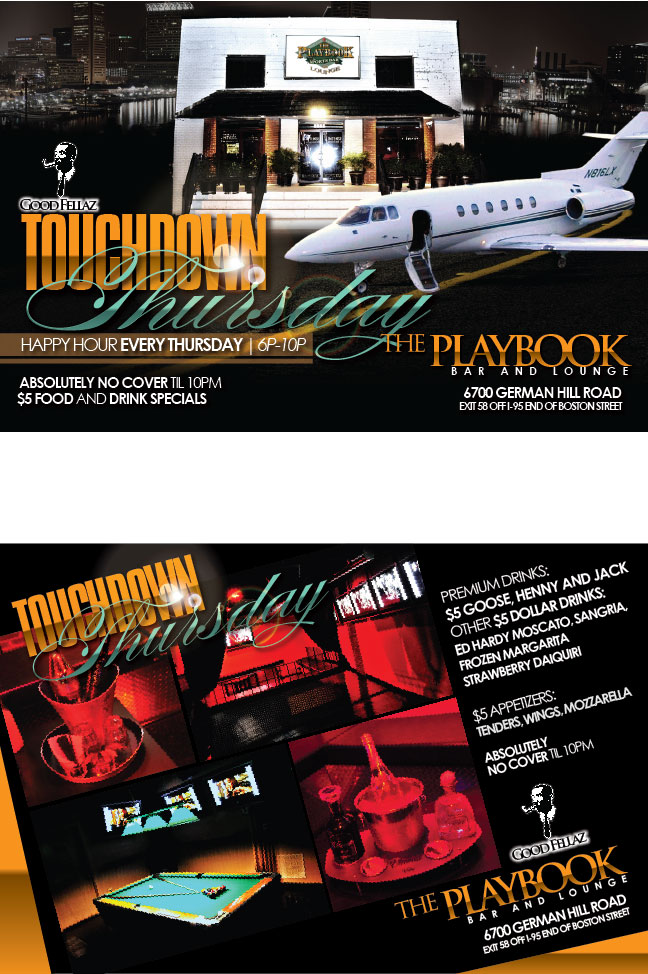 THE
PLAYBOOK
SPORTS BAR
LOUNGE
N816LX
GOOD FELLAZ
TOUCHDOWN
Thursday
HAPPY HOUR EVERY THURSDAY | 6P-10P
ABSOLUTELY NO COVER TIL 10PM
$5 FOOD AND DRINK SPECIALS
THE PLAYBOOK
BAR AND LOUNGE
6700 GERMAN HILL ROAD
EXIT 58 OFF I-95 END OF BOSTON STREET
TOUCHDOWN
Thursday
PREMIUM DRINKS:
$5 GOOSE, HENNY AND JACK
OTHER $5 DOLLAR DRINKS:
ED HARDY MOSCATO, SANGRIA,
FROZEN MARGARITA
STRAWBERRY DAIQUIRI
$5 APPETIZERS:
TENDERS, WINGS, MOZZARELLA
ABSOLUTELY
NO COVER TIL 10PM
GOOD FELLAZ
THE PLAYBOOK
BAR AND LOUNGE
6700 GERMAN HILL ROAD
EXIT 58 OFF I-95 END OF BOSTON STREET